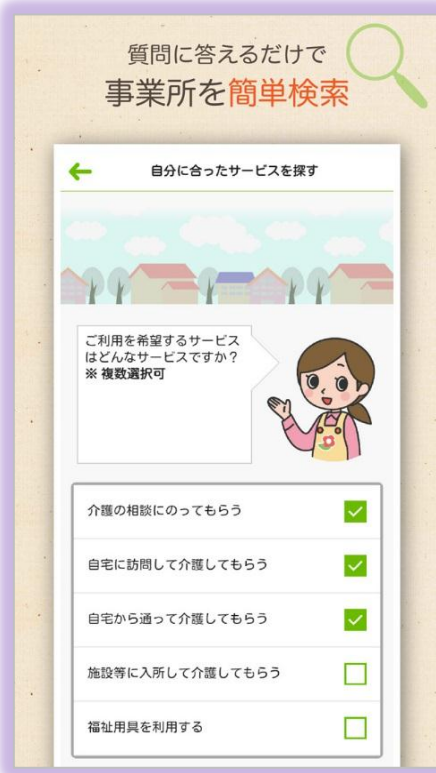 質問に答えるだけで
事業所を簡単検索
自分に合ったサービスを探す
ご利用を希望するサービス
はどんなサービスですか？
※ 複数選択可
介護の相談にのってもらう
自宅に訪問して介護してもらう
自宅から通って介護してもらう
施設等に入所して介護してもらう
福祉用具を利用する